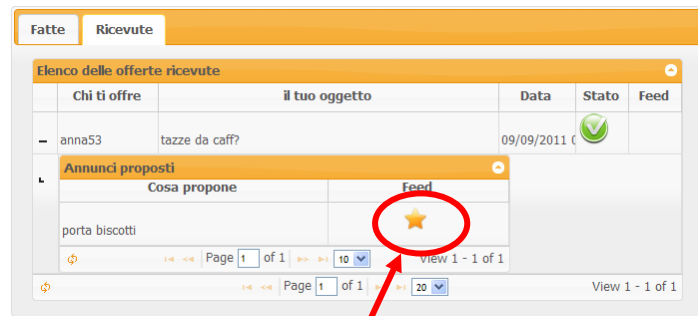 Fatte Ricevute
Elenco delle offerte ricevute
Chi ti offre il tuo oggetto Data Stato Feed
anna53 tazze da caff? 09/09/2011 (
Annunci proposti
Cosa propone Feed
porta biscotti
Page 1 of 1 10 View 1 - 1 of 1
Page 1 of 1 20 View 1 - 1 of 1